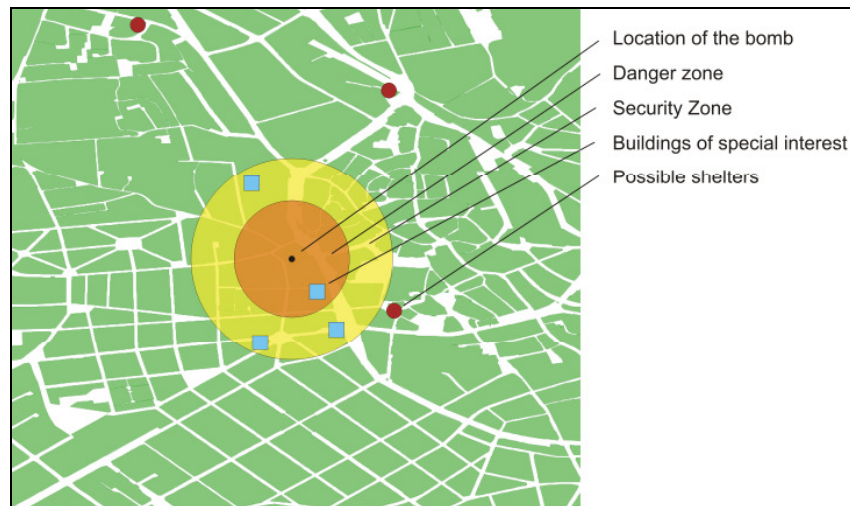 Location of the bomb
Danger zone
Security Zone
Buildings of special interest
Possible shelters